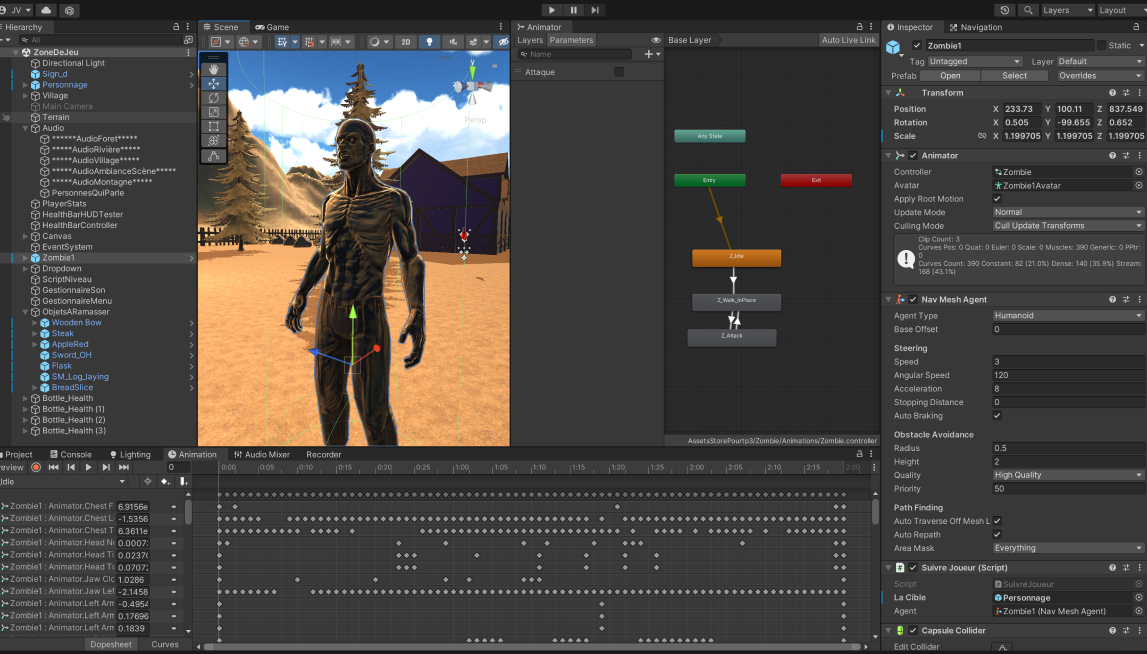 JV
Layers
Layout
Hierarchy
All
ZoneDeJeu
Directional Light
Sign_d
Personnage
Village
Main Camera
Terrain
Audio
******AudioForet*****
******AudioRivière*****
******AudioVillage*****
******AudioAmbianceScène*****
******AudioMontagne*****
PersonnesQuiParle
PlayerStats
HealthBarHUDTester
HealthBarController
Canvas
EventSystem
Zombie1
Dropdown
ScriptNiveau
GestionnaireSon
GestionnaireMenu
ObjetsARamasser
Wooden Bow
Steak
AppleRed
Sword_OH
Flask
SM_Log_laying
BreadSlice
Bottle_Health
Bottle_Health (1)
Bottle_Health (2)
Bottle_Health (3)
Scene
Game
2D
y
Persp
Animator
Layers
Parameters
Name
Attaque
Base Layer
Auto Live Link
Any State
Entry
Exit
Z_Idle
Z_Walk_InPlace
Z_Attack
AssetsStorePourtp3/Zombie/Animations/Zombie.controller
Inspector
Navigation
Zombie1
Static
Tag Untagged
Layer Default
Prefab
Open
Select
Overrides
Transform
Position X 233.73 Y 100.11 Z 837.549
Rotation X 0.505 Y -99.655 Z 0.652
Scale X 1.199705 Y 1.199705 Z 1.199705
Animator
Controller Zombie
Avatar Zombie1Avatar
Apply Root Motion
Update Mode Normal
Culling Mode Cull Update Transforms
Clip Count: 3
Curves Pos: 0 Quat: 0 Euler: 0 Scale: 0 Muscles: 390 Generic: 0 PPtr:
0
Curves Count: 390 Constant: 82 (21.0%) Dense: 140 (35.9%) Stream:
168 (43.1%)
Nav Mesh Agent
Agent Type Humanoid
Base Offset 0
Steering
Speed 3
Angular Speed 120
Acceleration 8
Stopping Distance 0
Auto Braking
Obstacle Avoidance
Radius 0.5
Height 2
Quality High Quality
Priority 50
Path Finding
Auto Traverse Off Mesh L
Auto Repath
Area Mask Everything
Suivre Joueur (Script)
Script SuivreJoueur
La Cible Personnage
Agent Zombie1 (Nav Mesh Agent)
Capsule Collider
Edit Collider
Project
Console
Lighting
Animation
Audio Mixer
Recorder
review
0
0:00 0:05 0:10 0:15 0:20 0:25 1:00 1:05 1:10 1:15 1:20 1:25 2:00 2:05 2:10 2:15 2:20
Idle
Zombie1 : Animator.Chest F 6.9156e
Zombie1 : Animator.Chest L -1.5356
Zombie1 : Animator.Chest T 6.3611e
Zombie1 : Animator.Head N 0.0007
Zombie1 : Animator.Head Ti 0.0237
Zombie1 : Animator.Head T 0.0707
Zombie1 : Animator.Jaw Clo 1.0286
Zombie1 : Animator.Jaw Lef -2.1458
Zombie1 : Animator.Left Arm -0.4954
Zombie1 : Animator.Left Arm 0.17696
Zombie1 : Animator.Left Arm 0.1839
Dopesheet
Curves